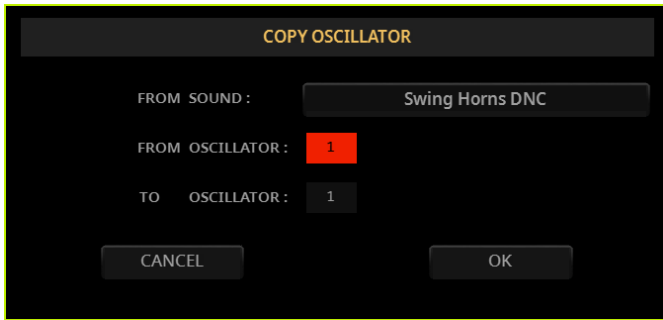 COPY OSCILLATOR
FROM SOUND : Swing Horns DNC
FROM OSCILLATOR : 1
TO OSCILLATOR : 1
CANCEL OK